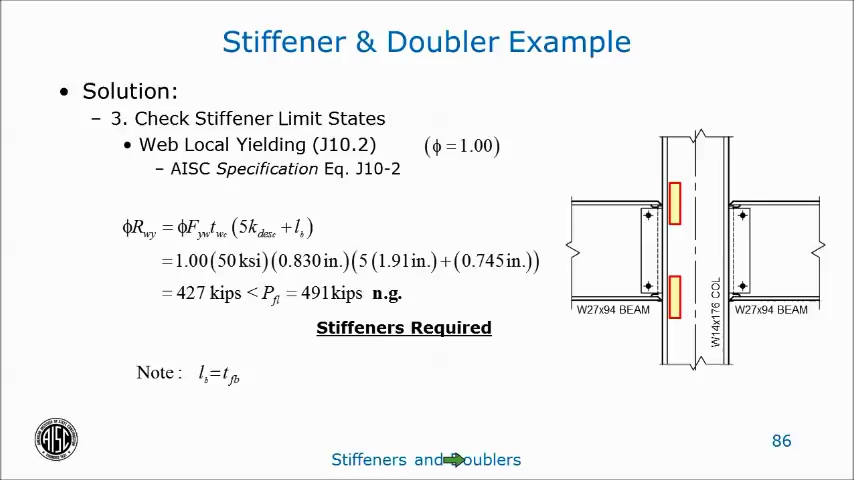 Stiffener & Doubler Example
• Solution:
– 3. Check Stiffener Limit States
• Web Local Yielding (J10.2) (ϕ = 1.00)
– AISC Specification Eq. J10-2
ϕR_wy = ϕF_yw t_wc (5k_desc + l_b)
= 1.00(50 ksi)(0.830 in.)(5(1.91 in.) + (0.745 in.))
= 427 kips < P_fl = 491 kips n.g.
Stiffeners Required
Note : l_b = t_fb
W27x94 BEAM
W14x176 COL
W27x94 BEAM
AISC
86
Stiffeners and